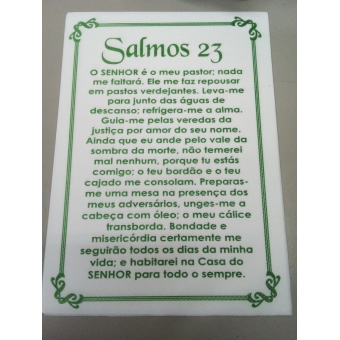 Salmos 23
O SENHOR é o meu pastor; nada
me faltará. Ele me faz repousar
em pastos verdejantes. Leva-me
para junto das águas de
descanso; refrigera-me a alma.
Guia-me pelas veredas da
justiça por amor do seu nome.
Ainda que eu ande pelo vale da
sombra da morte, não temerei
mal nenhum, porque tu estás
comigo; o teu bordão e o teu
cajado me consolam. Preparas-
me uma mesa na presença dos
meus adversários, unges-me a
cabeça com óleo; o meu cálice
transborda. Bondade e
misericórdia certamente me
seguirão todos os dias da minha
vida; e habitarei na Casa do
SENHOR para todo o sempre.